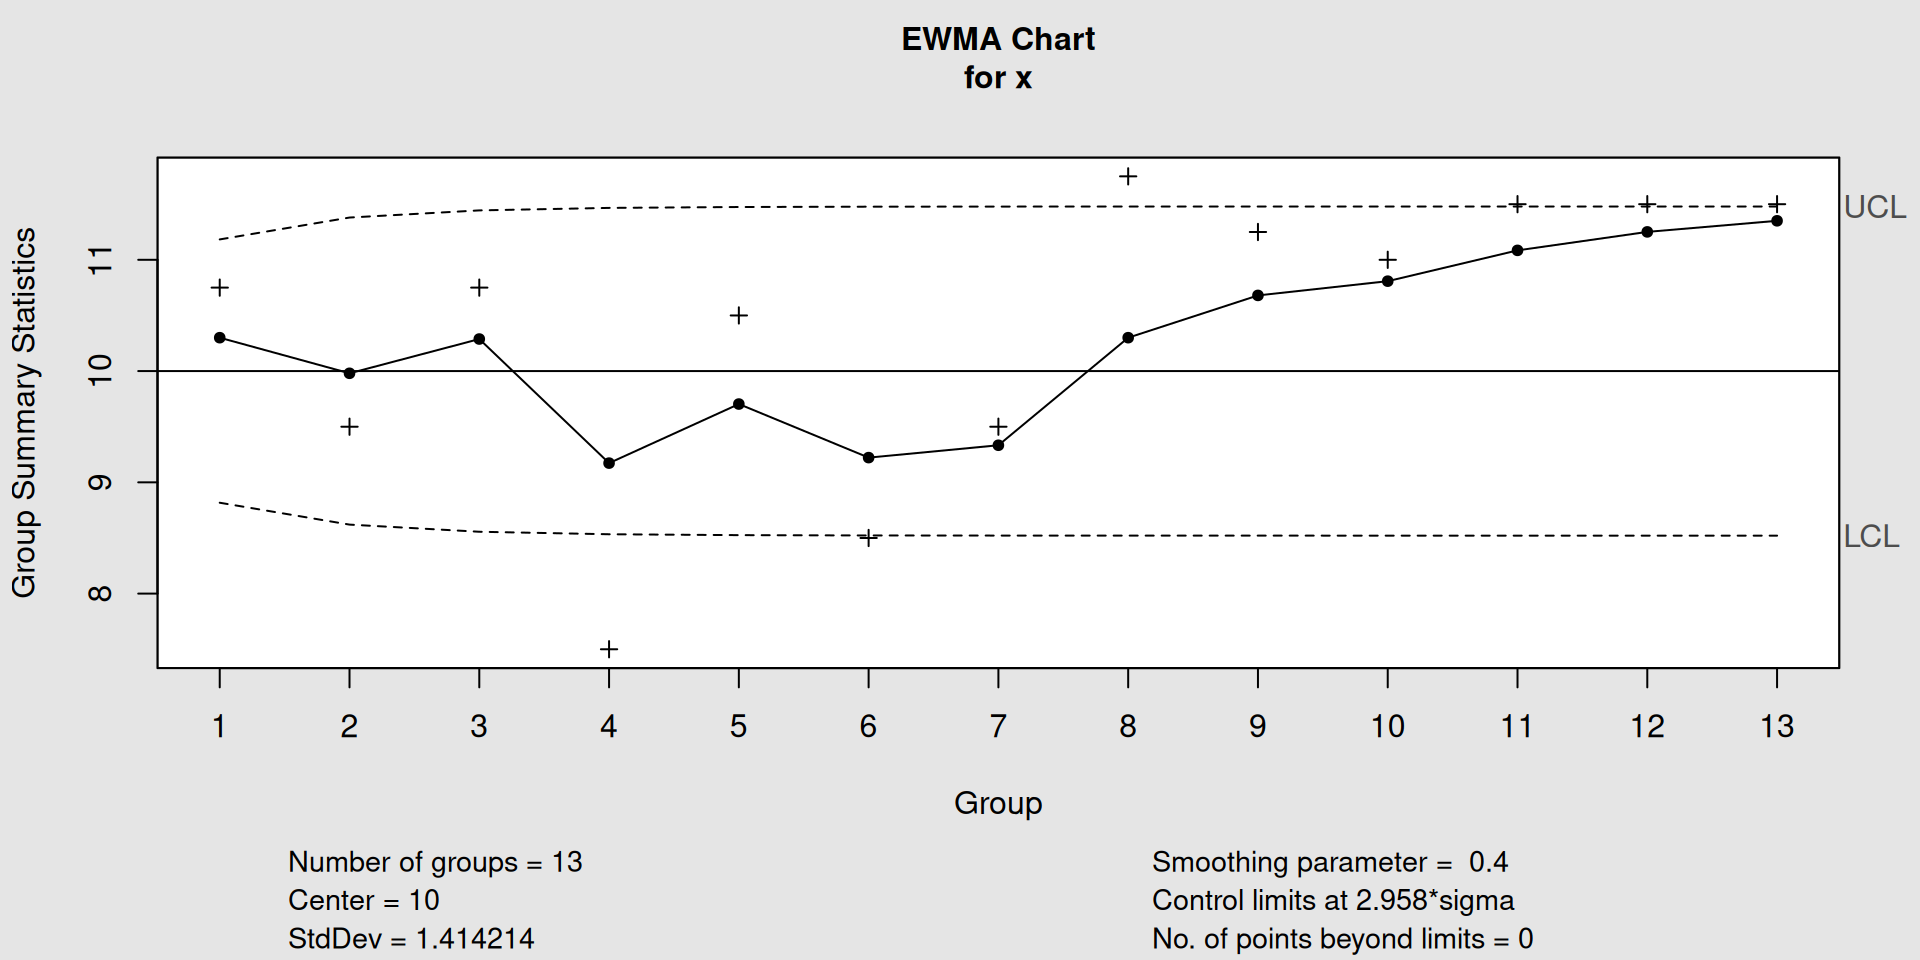 EWMA Chart
for x
Group Summary Statistics
11
10
9
8
UCL
LCL
1 2 3 4 5 6 7 8 9 10 11 12 13
Group
Number of groups = 13
Center = 10
StdDev = 1.414214
Smoothing parameter = 0.4
Control limits at 2.958*sigma
No. of points beyond limits = 0